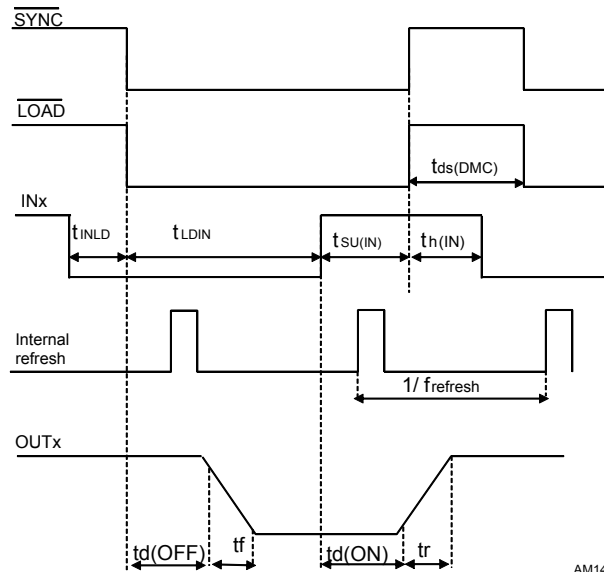 SYNC
LOAD
tds(DMC)
INx
tINLD
tLDIN
tSU(IN)
th(IN)
Internal
refresh
1/ frefresh
OUTx
td(OFF)
tf
td(ON)
tr
AM14